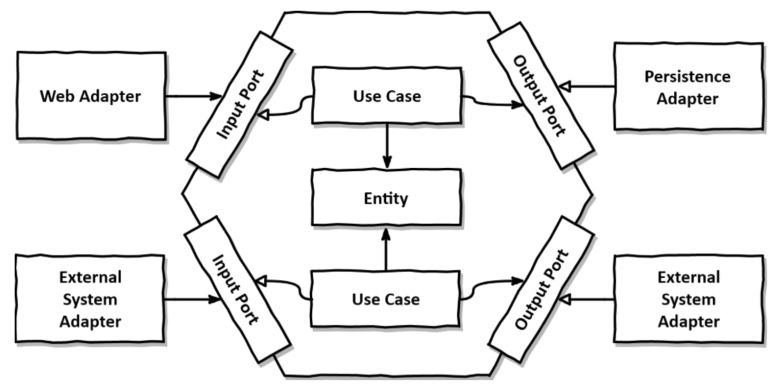 Web Adapter
Input Port
Use Case
Output Port
Persistence
Adapter
Entity
External
System
Adapter
Input Port
Use Case
Output Port
External
System
Adapter